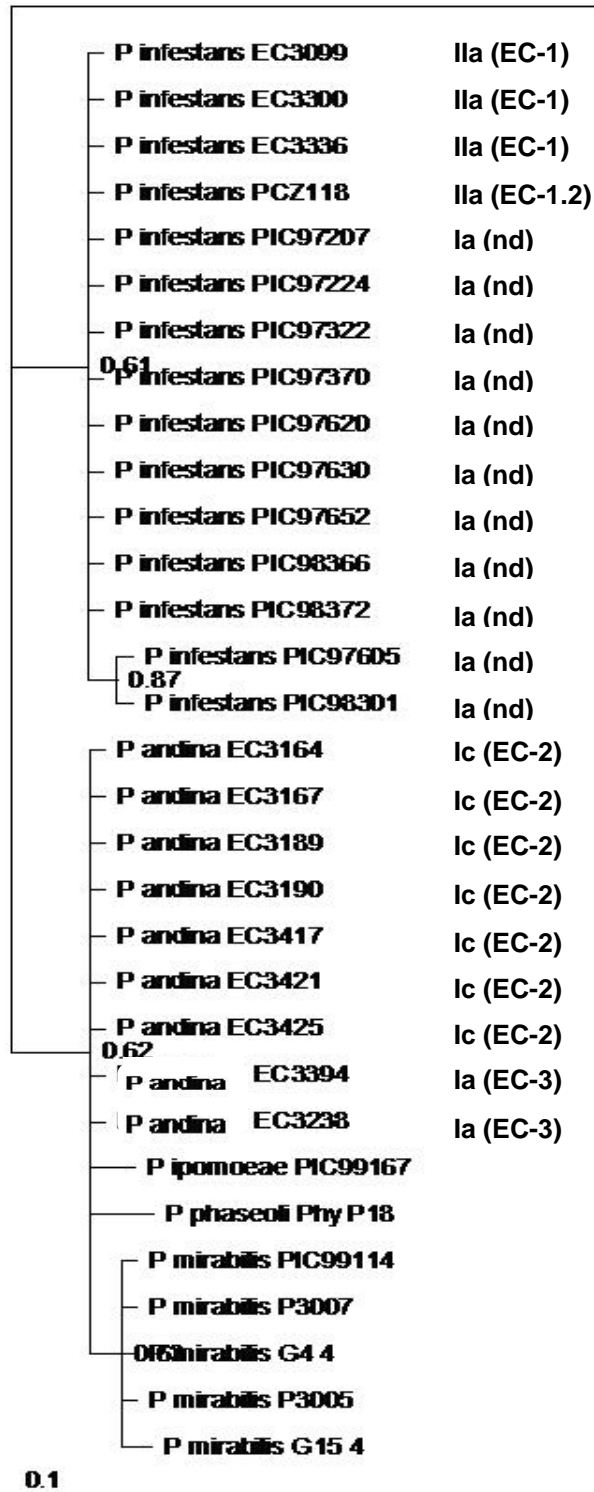 P infestans EC3099 IIa (EC-1)
P infestans EC3300 IIa (EC-1)
P infestans EC3336 IIa (EC-1)
P infestans PCZ118 IIa (EC-1.2)
P infestans PIC97207 Ia (nd)
P infestans PIC97224 Ia (nd)
P infestans PIC97322 Ia (nd)
0.61
P infestans PIC97370 Ia (nd)
P infestans PIC97620 Ia (nd)
P infestans PIC97630 Ia (nd)
P infestans PIC97652 Ia (nd)
P infestans PIC98366 Ia (nd)
P infestans PIC98372 Ia (nd)
P infestans PIC97605 Ia (nd)
0.87
P infestans PIC98301 Ia (nd)
P andina EC3164 Ic (EC-2)
P andina EC3167 Ic (EC-2)
P andina EC3189 Ic (EC-2)
P andina EC3190 Ic (EC-2)
P andina EC3417 Ic (EC-2)
P andina EC3421 Ic (EC-2)
P andina EC3425 Ic (EC-2)
0.62
P andina EC3394 Ia (EC-3)
P andina EC3238 Ia (EC-3)
P ipomoeae PIC99167
P phaseoli Phy P18
P mirabilis PIC99114
P mirabilis P3007
mirabilis G4 4
P mirabilis P3005
P mirabilis G15 4
0.1